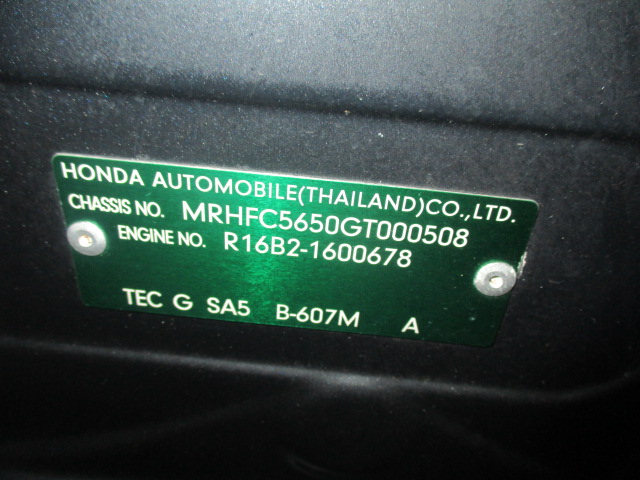 HONDA AUTOMOBILE(THAILAND)CO.,LTD.
CHASSIS NO. MRHFC5650GT000508
ENGINE NO. R16B2-1600678
TEC G SA5 B-607M A